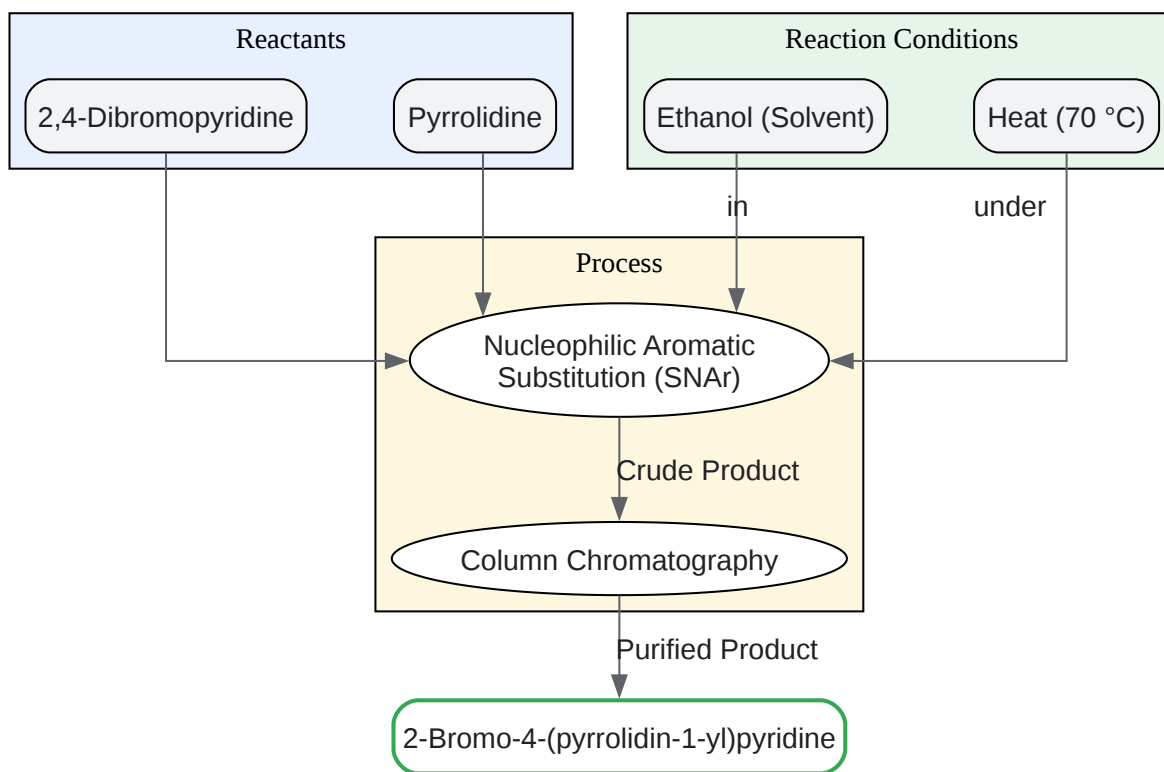 Reactants
Reaction Conditions
2,4-Dibromopyridine
Pyrrolidine
Ethanol (Solvent)
Heat (70 °C)
in
under
Process
Nucleophilic Aromatic
Substitution (SNAr)
Crude Product
Column Chromatography
Purified Product
2-Bromo-4-(pyrrolidin-1-yl)pyridine